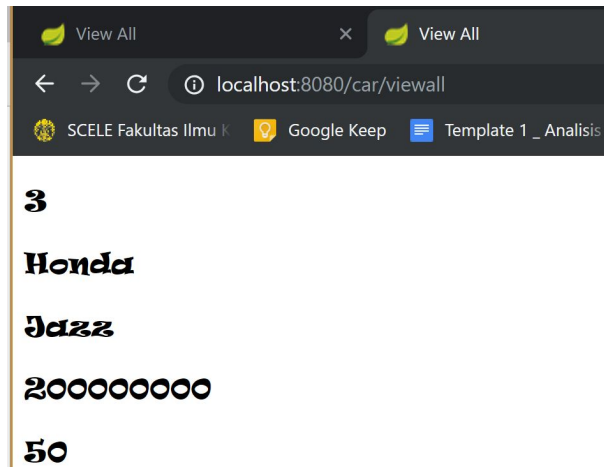 View All
View All
localhost:8080/car/viewall
SCELE Fakultas Ilmu K Google Keep Template 1 _ Analisis
3
Honda
Jazz
200000000
50